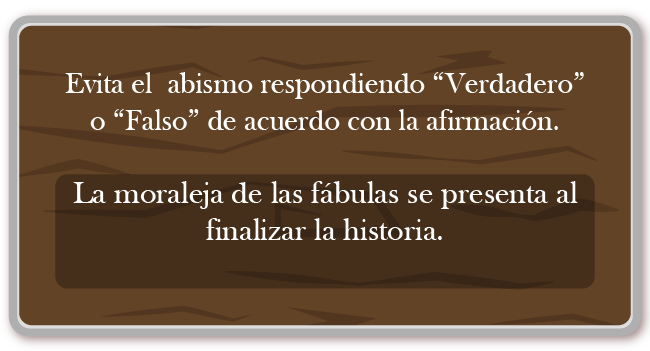 Evita el abismo respondiendo “Verdadero”
o “Falso” de acuerdo con la afirmación.
La moraleja de las fábulas se presenta al
finalizar la historia.